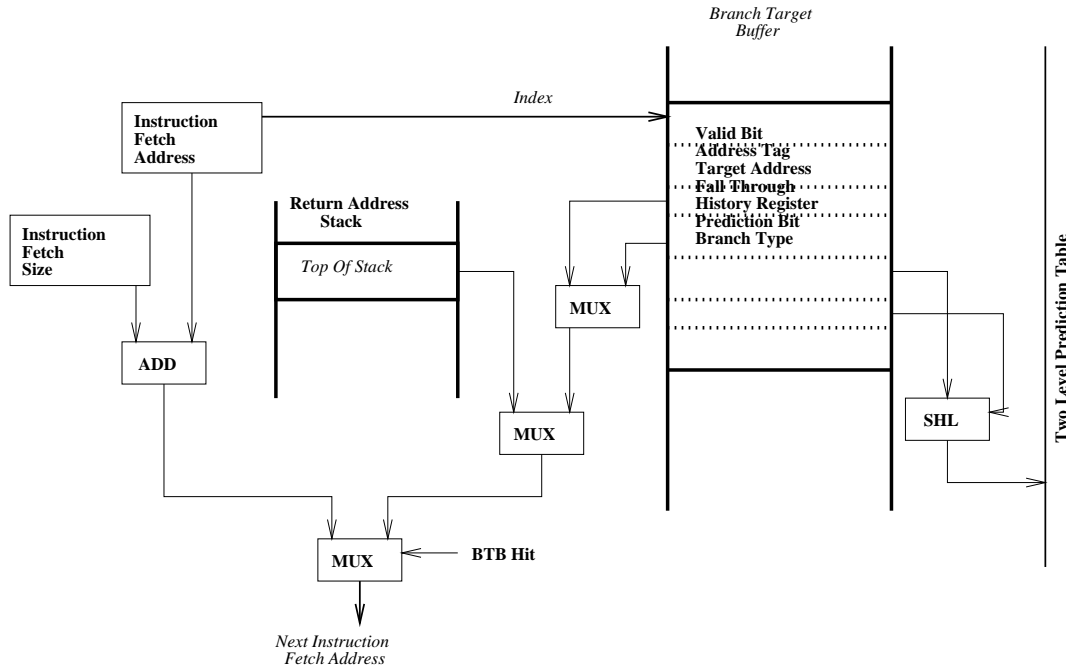 Branch Target
Buffer
Index
Instruction
Fetch
Address
Valid Bit
Address Tag
Target Address
Fall Through
History Register
Prediction Bit
Branch Type
Return Address
Stack
Top Of Stack
Instruction
Fetch
Size
MUX
ADD
MUX
SHL
Two Level Prediction Table
MUX
BTB Hit
Next Instruction
Fetch Address